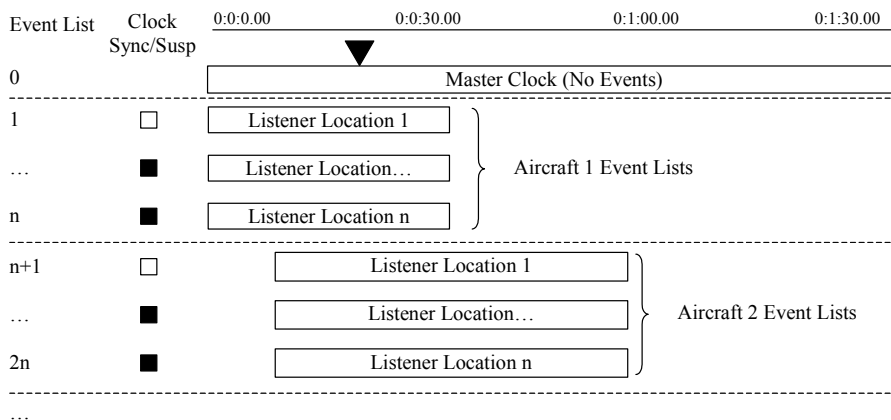 Event List Clock Sync/Susp 0:0:0.00 0:0:30.00 0:1:00.00 0:1:30.00
0 Master Clock (No Events)
1 Listener Location 1
… Listener Location… Aircraft 1 Event Lists
n Listener Location n
n+1 Listener Location 1
… Listener Location… Aircraft 2 Event Lists
2n Listener Location n
…